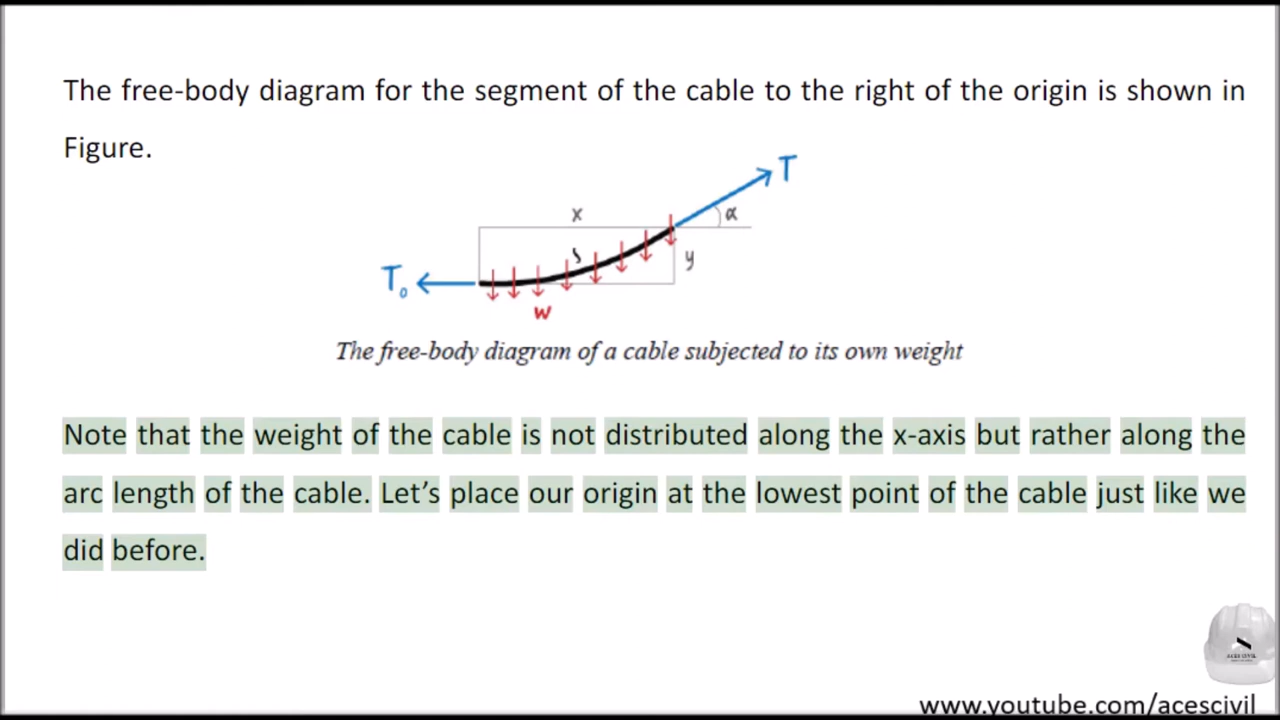 The free-body diagram for the segment of the cable to the right of the origin is shown in
Figure.
T
x
α
s
y
T₀
w
The free-body diagram of a cable subjected to its own weight
Note that the weight of the cable is not distributed along the x-axis but rather along the
arc length of the cable. Let’s place our origin at the lowest point of the cable just like we
did before.
ACES CIVIL
www.youtube.com/acescivil